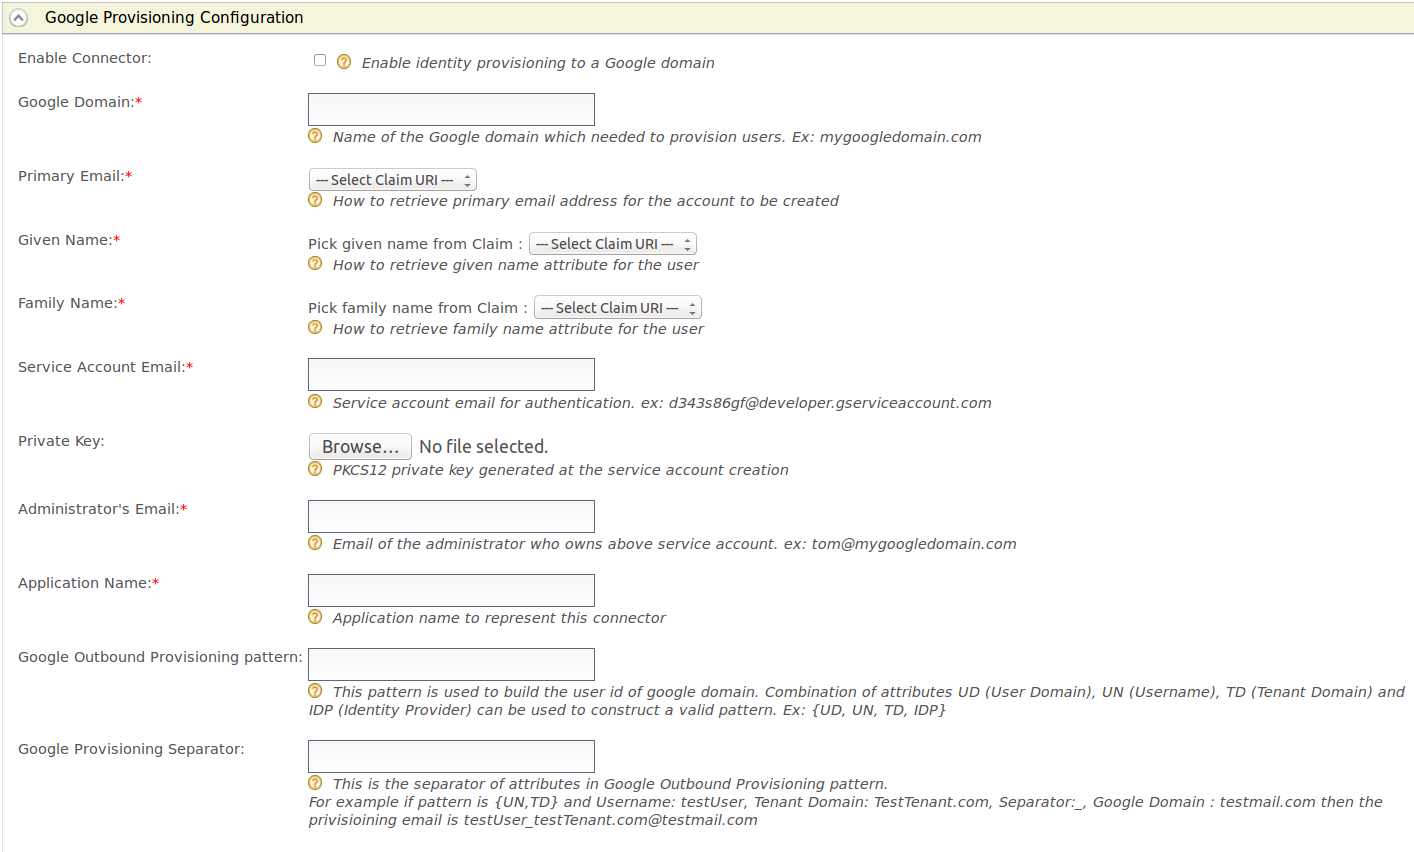 Google Provisioning Configuration
Enable Connector:
Enable identity provisioning to a Google domain
Google Domain:*
Name of the Google domain which needed to provision users. Ex: mygoogledomain.com
Primary Email:*
--- Select Claim URI ---
How to retrieve primary email address for the account to be created
Given Name:*
Pick given name from Claim : --- Select Claim URI ---
How to retrieve given name attribute for the user
Family Name:*
Pick family name from Claim : --- Select Claim URI ---
How to retrieve family name attribute for the user
Service Account Email:*
Service account email for authentication. ex: d343s86gf@developer.gserviceaccount.com
Private Key:
Browse... No file selected.
PKCS12 private key generated at the service account creation
Administrator's Email:*
Email of the administrator who owns above service account. ex: tom@mygoogledomain.com
Application Name:*
Application name to represent this connector
Google Outbound Provisioning pattern:
This pattern is used to build the user id of google domain. Combination of attributes UD (User Domain), UN (Username), TD (Tenant Domain) and
IDP (Identity Provider) can be used to construct a valid pattern. Ex: {UD, UN, TD, IDP}
Google Provisioning Separator:
This is the separator of attributes in Google Outbound Provisioning pattern.
For example if pattern is {UN,TD} and Username: testUser, Tenant Domain: TestTenant.com, Separator:_, Google Domain : testmail.com then the
privisioining email is testUser_testTenant.com@testmail.com